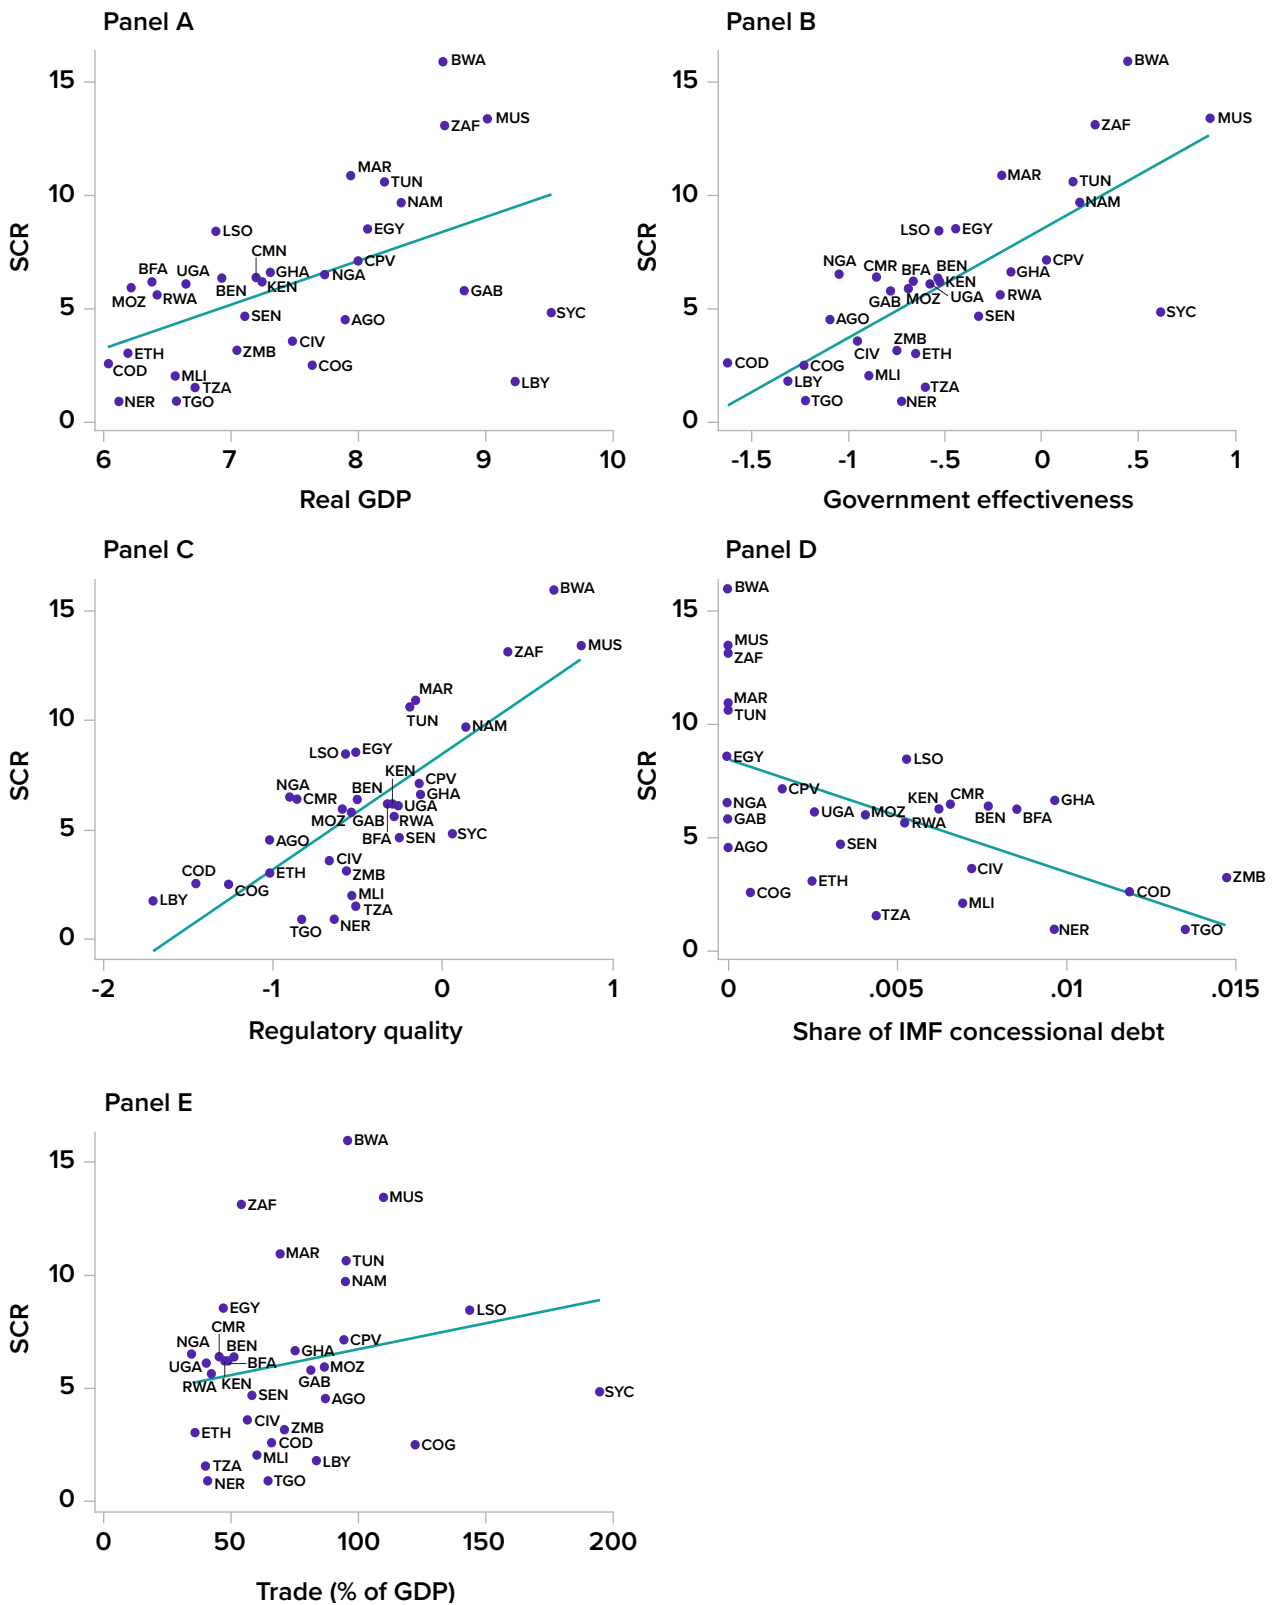 Panel A
SCR
15
10
5
0
BWA
MUS
ZAF
MAR
TUN
NAM
LSO
EGY
CMN
CPV
BFA
UGA
GHA
NGA
BEN
KEN
MOZ
RWA
GAB
SEN
AGO
SYC
CIV
ETH
ZMB
COD
COG
MLI
TZA
LBY
NER
TGO
6 7 8 9 10
Real GDP
Panel B
SCR
15
10
5
0
BWA
MUS
ZAF
MAR
TUN
NAM
LSO
EGY
NGA
CMR
BFA
BEN
CPV
GHA
KEN
GAB
MOZ
UGA
RWA
AGO
SEN
SYC
ZMB
CIV
ETH
COD
COG
MLI
LBY
TZA
TGO
NER
-1.5 -1 -.5 0 .5 1
Government effectiveness
Panel C
SCR
15
10
5
0
BWA
MUS
ZAF
MAR
TUN
NAM
LSO
EGY
KEN
NGA
CMR
BEN
CPV
GHA
UGA
MOZ
GAB
RWA
BFA
SEN
SYC
AGO
CIV
ETH
ZMB
COD
COG
LBY
MLI
TZA
TGO
NER
-2 -1 0 1
Regulatory quality
Panel D
SCR
15
10
5
0
BWA
MUS
ZAF
MAR
TUN
EGY
LSO
CPV
NGA
KEN
CMR
GHA
UGA
MOZ
BEN
BFA
GAB
RWA
AGO
SEN
CIV
ZMB
ETH
COG
COD
MLI
TZA
NER
TGO
0 .005 .01 .015
Share of IMF concessional debt
Panel E
SCR
15
10
5
0
BWA
MUS
ZAF
MAR
TUN
NAM
EGY
LSO
CMR
NGA
BEN
CPV
GHA
UGA
BFA
MOZ
RWA
KEN
GAB
SEN
AGO
SYC
CIV
ZMB
ETH
COD
COG
MLI
LBY
TZA
NER
TGO
0 50 100 150 200
Trade (% of GDP)